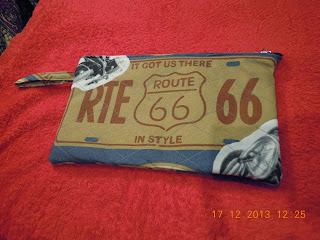 IT GOT US THERE
RTE ROUTE 66 66
IN STYLE
17 12 2013 12:25